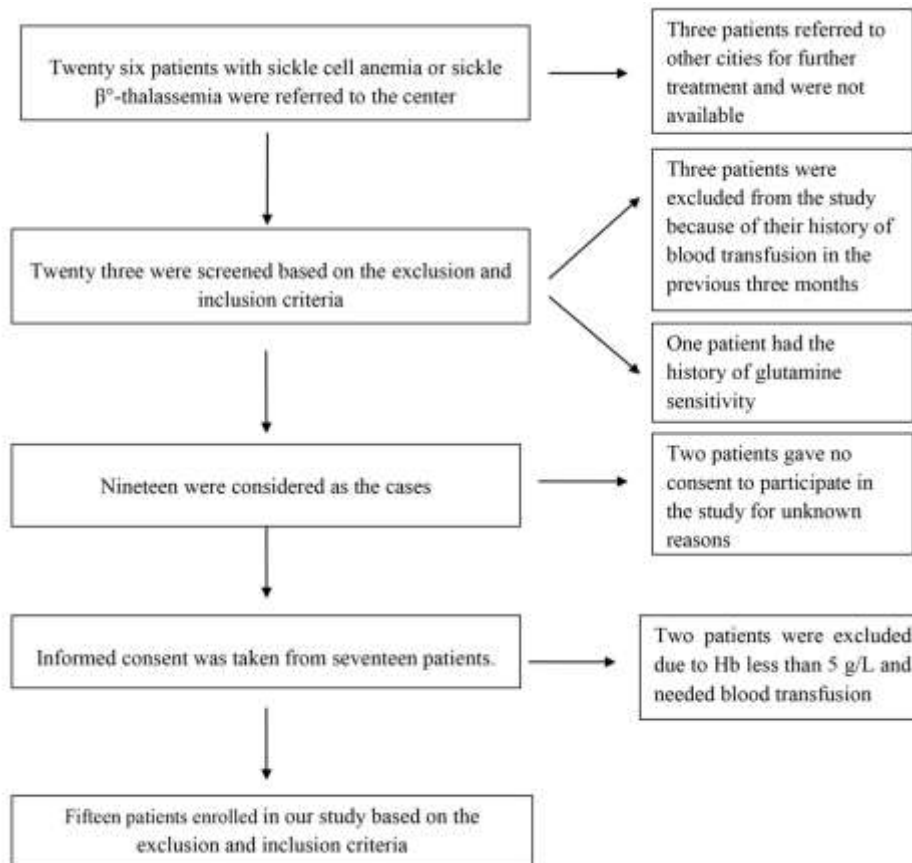 Twenty six patients with sickle cell anemia or sickle
β°-thalassemia were referred to the center
Three patients referred to
other cities for further
treatment and were not
available
Twenty three were screened based on the exclusion and
inclusion criteria
Three patients were
excluded from the study
because of their history of
blood transfusion in the
previous three months
One patient had the
history of glutamine
sensitivity
Nineteen were considered as the cases
Two patients gave no
consent to participate in
the study for unknown
reasons
Informed consent was taken from seventeen patients.
Two patients were excluded
due to Hb less than 5 g/L and
needed blood transfusion
Fifteen patients enrolled in our study based on the
exclusion and inclusion criteria